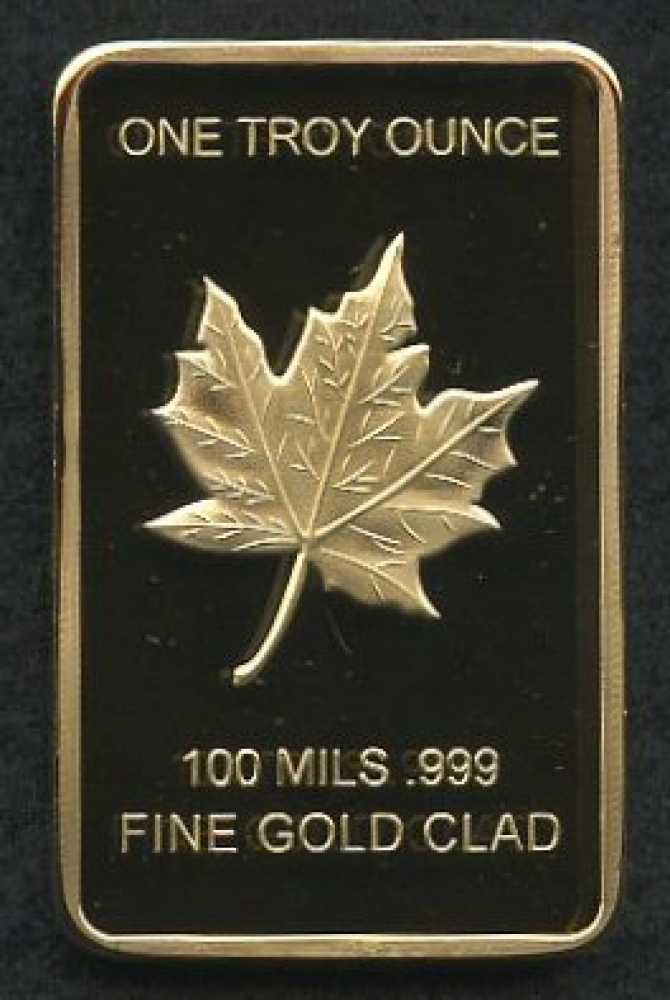 ONE TROY OUNCE
100 MILS .999
FINE GOLD CLAD